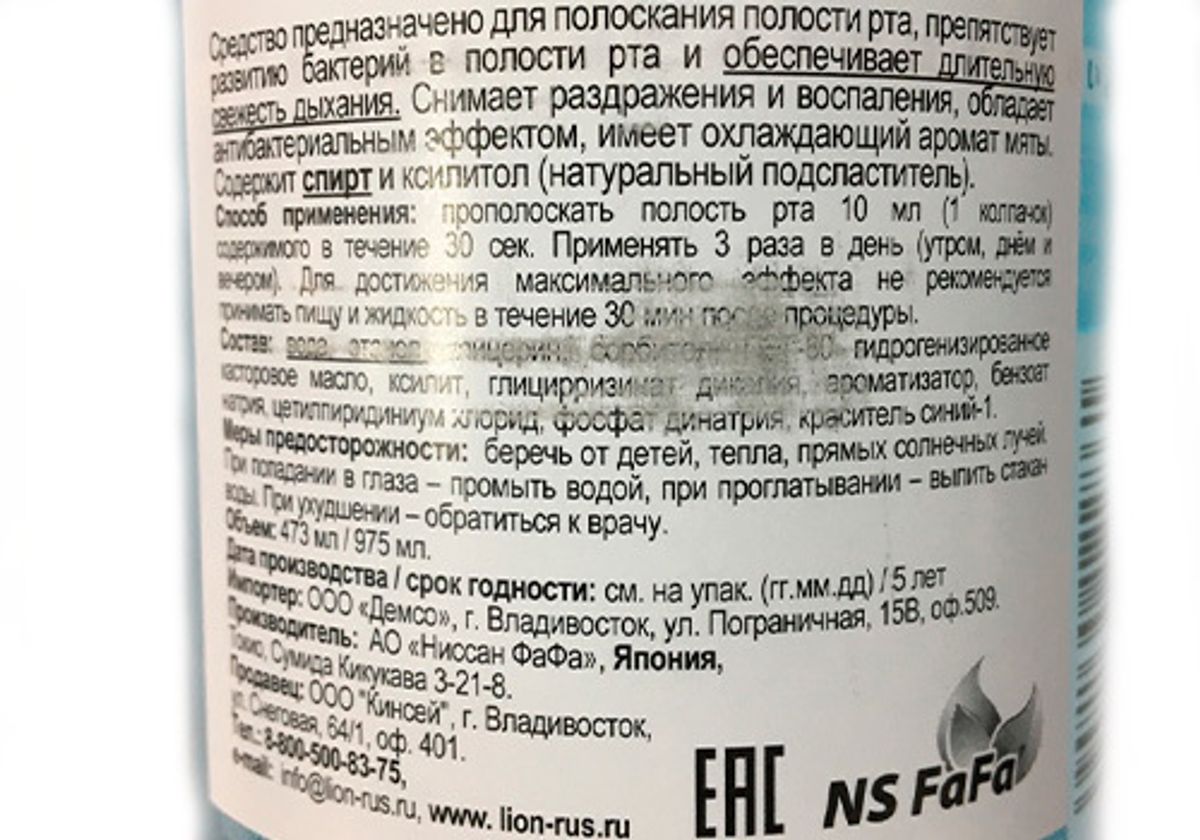 Средство предназначено для полоскания полости рта, препятствует
развитию бактерий в полости рта и обеспечивает длительную
свежесть дыхания. Снимает раздражения и воспаления, обладает
антибактериальным эффектом, имеет охлаждающий аромат мяты.
Содержит спирт и ксилитол (натуральный подсластитель).
Способ применения: прополоскать полость рта 10 мл (1 колпачок)
содержимого в течение 30 сек. Применять 3 раза в день (утром, днём и
вечером). Для достижения максимального эффекта не рекомендуется
принимать пищу и жидкость в течение 30 мин после процедуры.
Состав: вода, этанол, глицерин, гидрогенизированное
касторовое масло, ксилит, глицирризинат дикалия, ароматизатор, бензоат
натрия, цетилпиридиниум хлорид, фосфат динатрия, краситель синий-1.
Меры предосторожности: беречь от детей, тепла, прямых солнечных лучей.
При попадании в глаза – промыть водой, при проглатывании – выпить стакан
воды. При ухудшении – обратиться к врачу.
Объем: 473 мл / 975 мл.
Дата производства / срок годности: см. на упак. (гг.мм.дд) / 5 лет
Импортер: ООО «Демсо», г. Владивосток, ул. Пограничная, 15В, оф.509.
Производитель: АО «Ниссан ФаФа», Япония,
Токио, Сумида Кикукава 3-21-8.
Продавец: ООО "Кинсей", г. Владивосток,
ул. Снеговая, 64/1, оф. 401.
Тел.: 8-800-500-83-75,
e-mail: info@lion-rus.ru, www. lion-rus.ru
EAC
NS FaFa